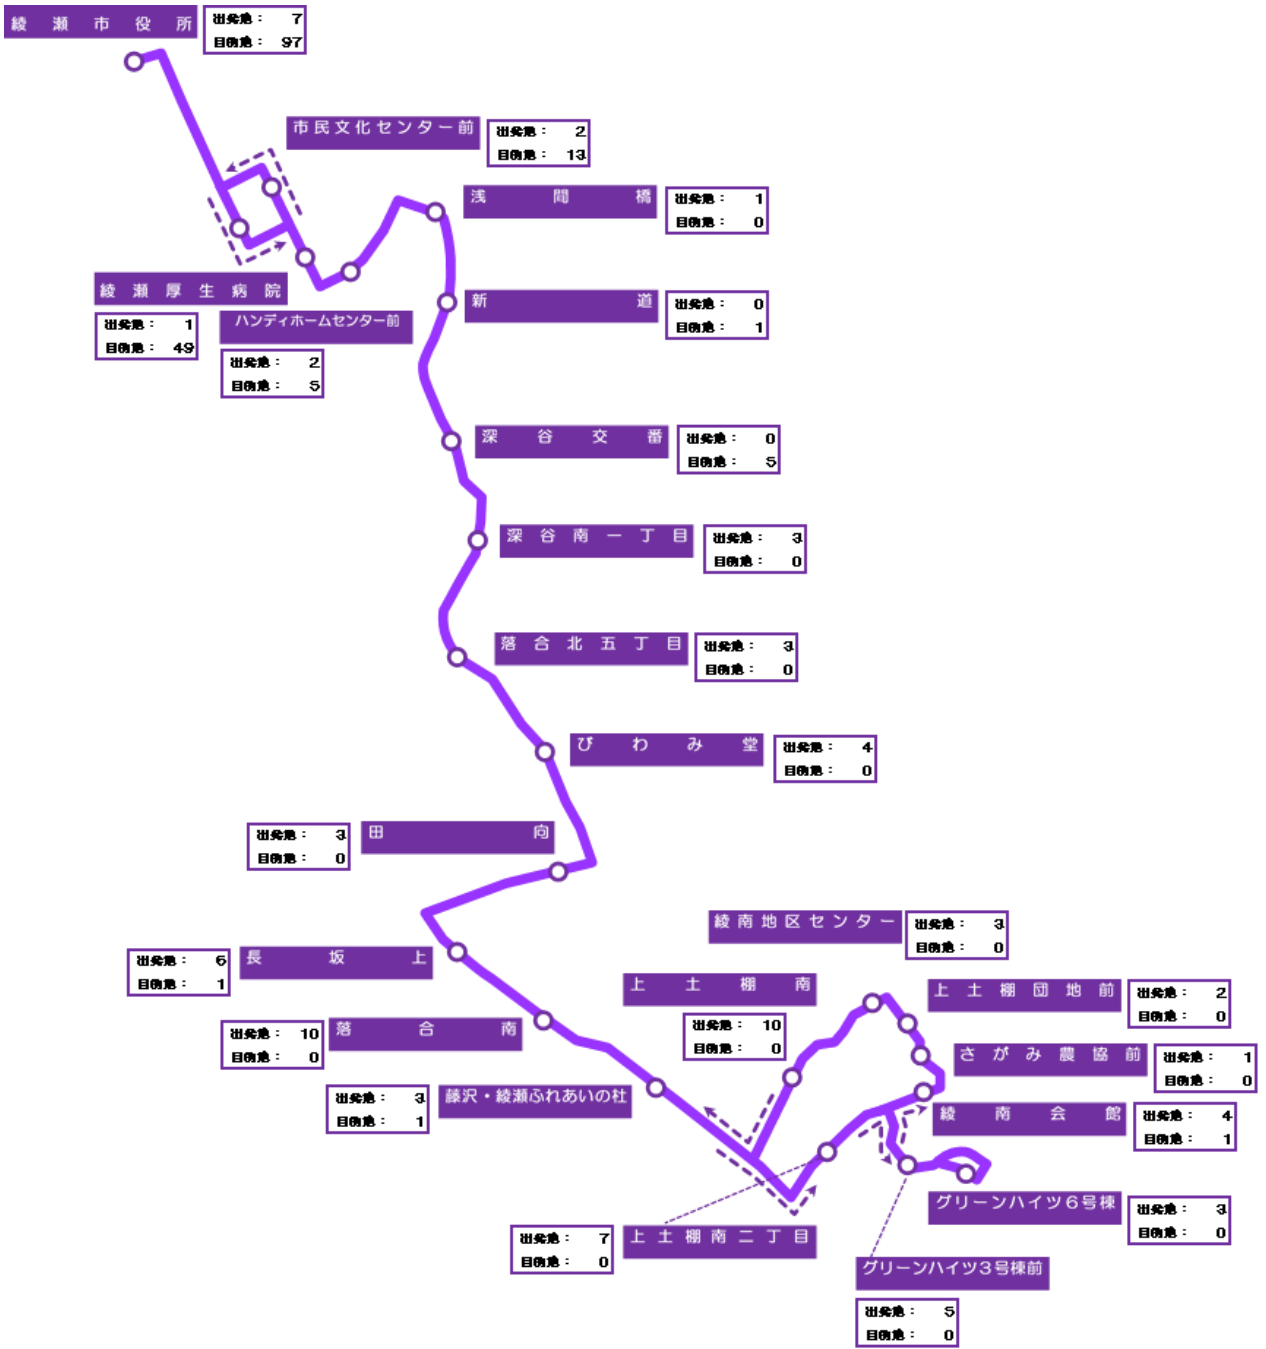 綾瀬市役所
出発地： 7
目的地： 97
市民文化センター前
出発地： 2
目的地： 13
浅間橋
出発地： 1
目的地： 0
綾瀬厚生病院
出発地： 1
目的地： 49
ハンディホームセンター前
出発地： 2
目的地： 5
新道
出発地： 0
目的地： 1
深谷交番
出発地： 0
目的地： 5
深谷南一丁目
出発地： 3
目的地： 0
落合北五丁目
出発地： 3
目的地： 0
びわみ堂
出発地： 4
目的地： 0
田向
出発地： 3
目的地： 0
長坂上
出発地： 6
目的地： 1
落合南
出発地： 10
目的地： 0
藤沢・綾瀬ふれあいの杜
出発地： 3
目的地： 1
綾南地区センター
出発地： 3
目的地： 0
上土棚南
出発地： 10
目的地： 0
上土棚団地前
出発地： 2
目的地： 0
さがみ農協前
出発地： 1
目的地： 0
綾南会館
出発地： 4
目的地： 1
グリーンハイツ６号棟
出発地： 3
目的地： 0
上土棚南二丁目
出発地： 7
目的地： 0
グリーンハイツ３号棟前
出発地： 5
目的地： 0